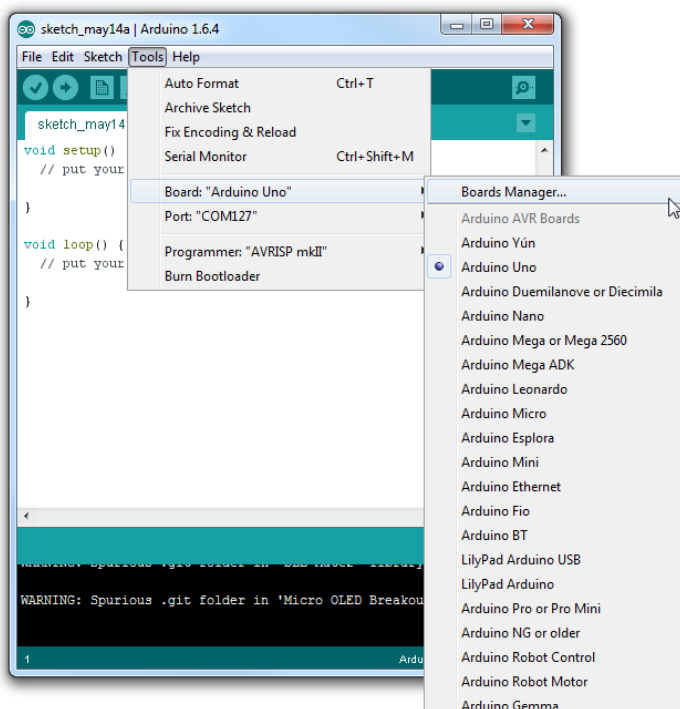 sketch_may14a | Arduino 1.6.4
File Edit Sketch Tools Help
Auto Format Ctrl+T
Archive Sketch
sketch_may14
Fix Encoding & Reload
void setup()
Serial Monitor Ctrl+Shift+M
// put your
Board: "Arduino Uno"
}
Port: "COM127"
void loop() {
Programmer: "AVRISP mkII"
// put your
Burn Bootloader
}
Boards Manager...
Arduino AVR Boards
Arduino Yún
Arduino Uno
Arduino Duemilanove or Diecimila
Arduino Nano
Arduino Mega or Mega 2560
Arduino Mega ADK
Arduino Leonardo
Arduino Micro
Arduino Esplora
Arduino Mini
Arduino Ethernet
Arduino Fio
Arduino BT
LilyPad Arduino USB
LilyPad Arduino
Arduino Pro or Pro Mini
Arduino NG or older
Arduino Robot Control
Arduino Robot Motor
Arduino Gemma
WARNING: Spurious .git folder in 'Micro OLED Breakou
1 Ardu